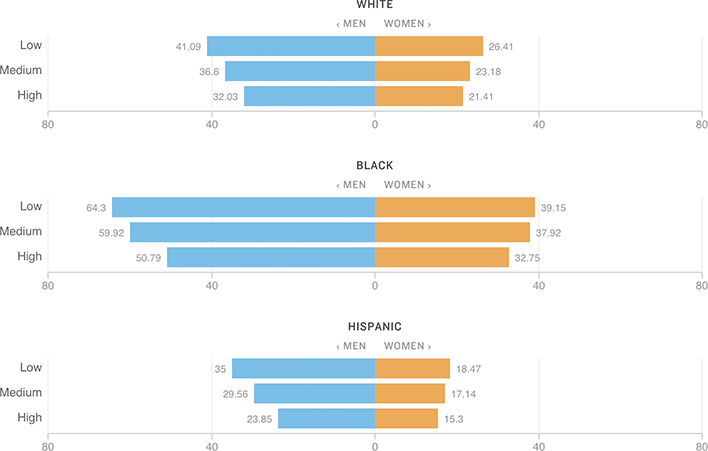 WHITE
‹ MEN WOMEN ›
Low 41.09 26.41
Medium 36.6 23.18
High 32.03 21.41
80 40 0 40 80
BLACK
‹ MEN WOMEN ›
Low 64.3 39.15
Medium 59.92 37.92
High 50.79 32.75
80 40 0 40 80
HISPANIC
‹ MEN WOMEN ›
Low 35 18.47
Medium 29.56 17.14
High 23.85 15.3
80 40 0 40 80